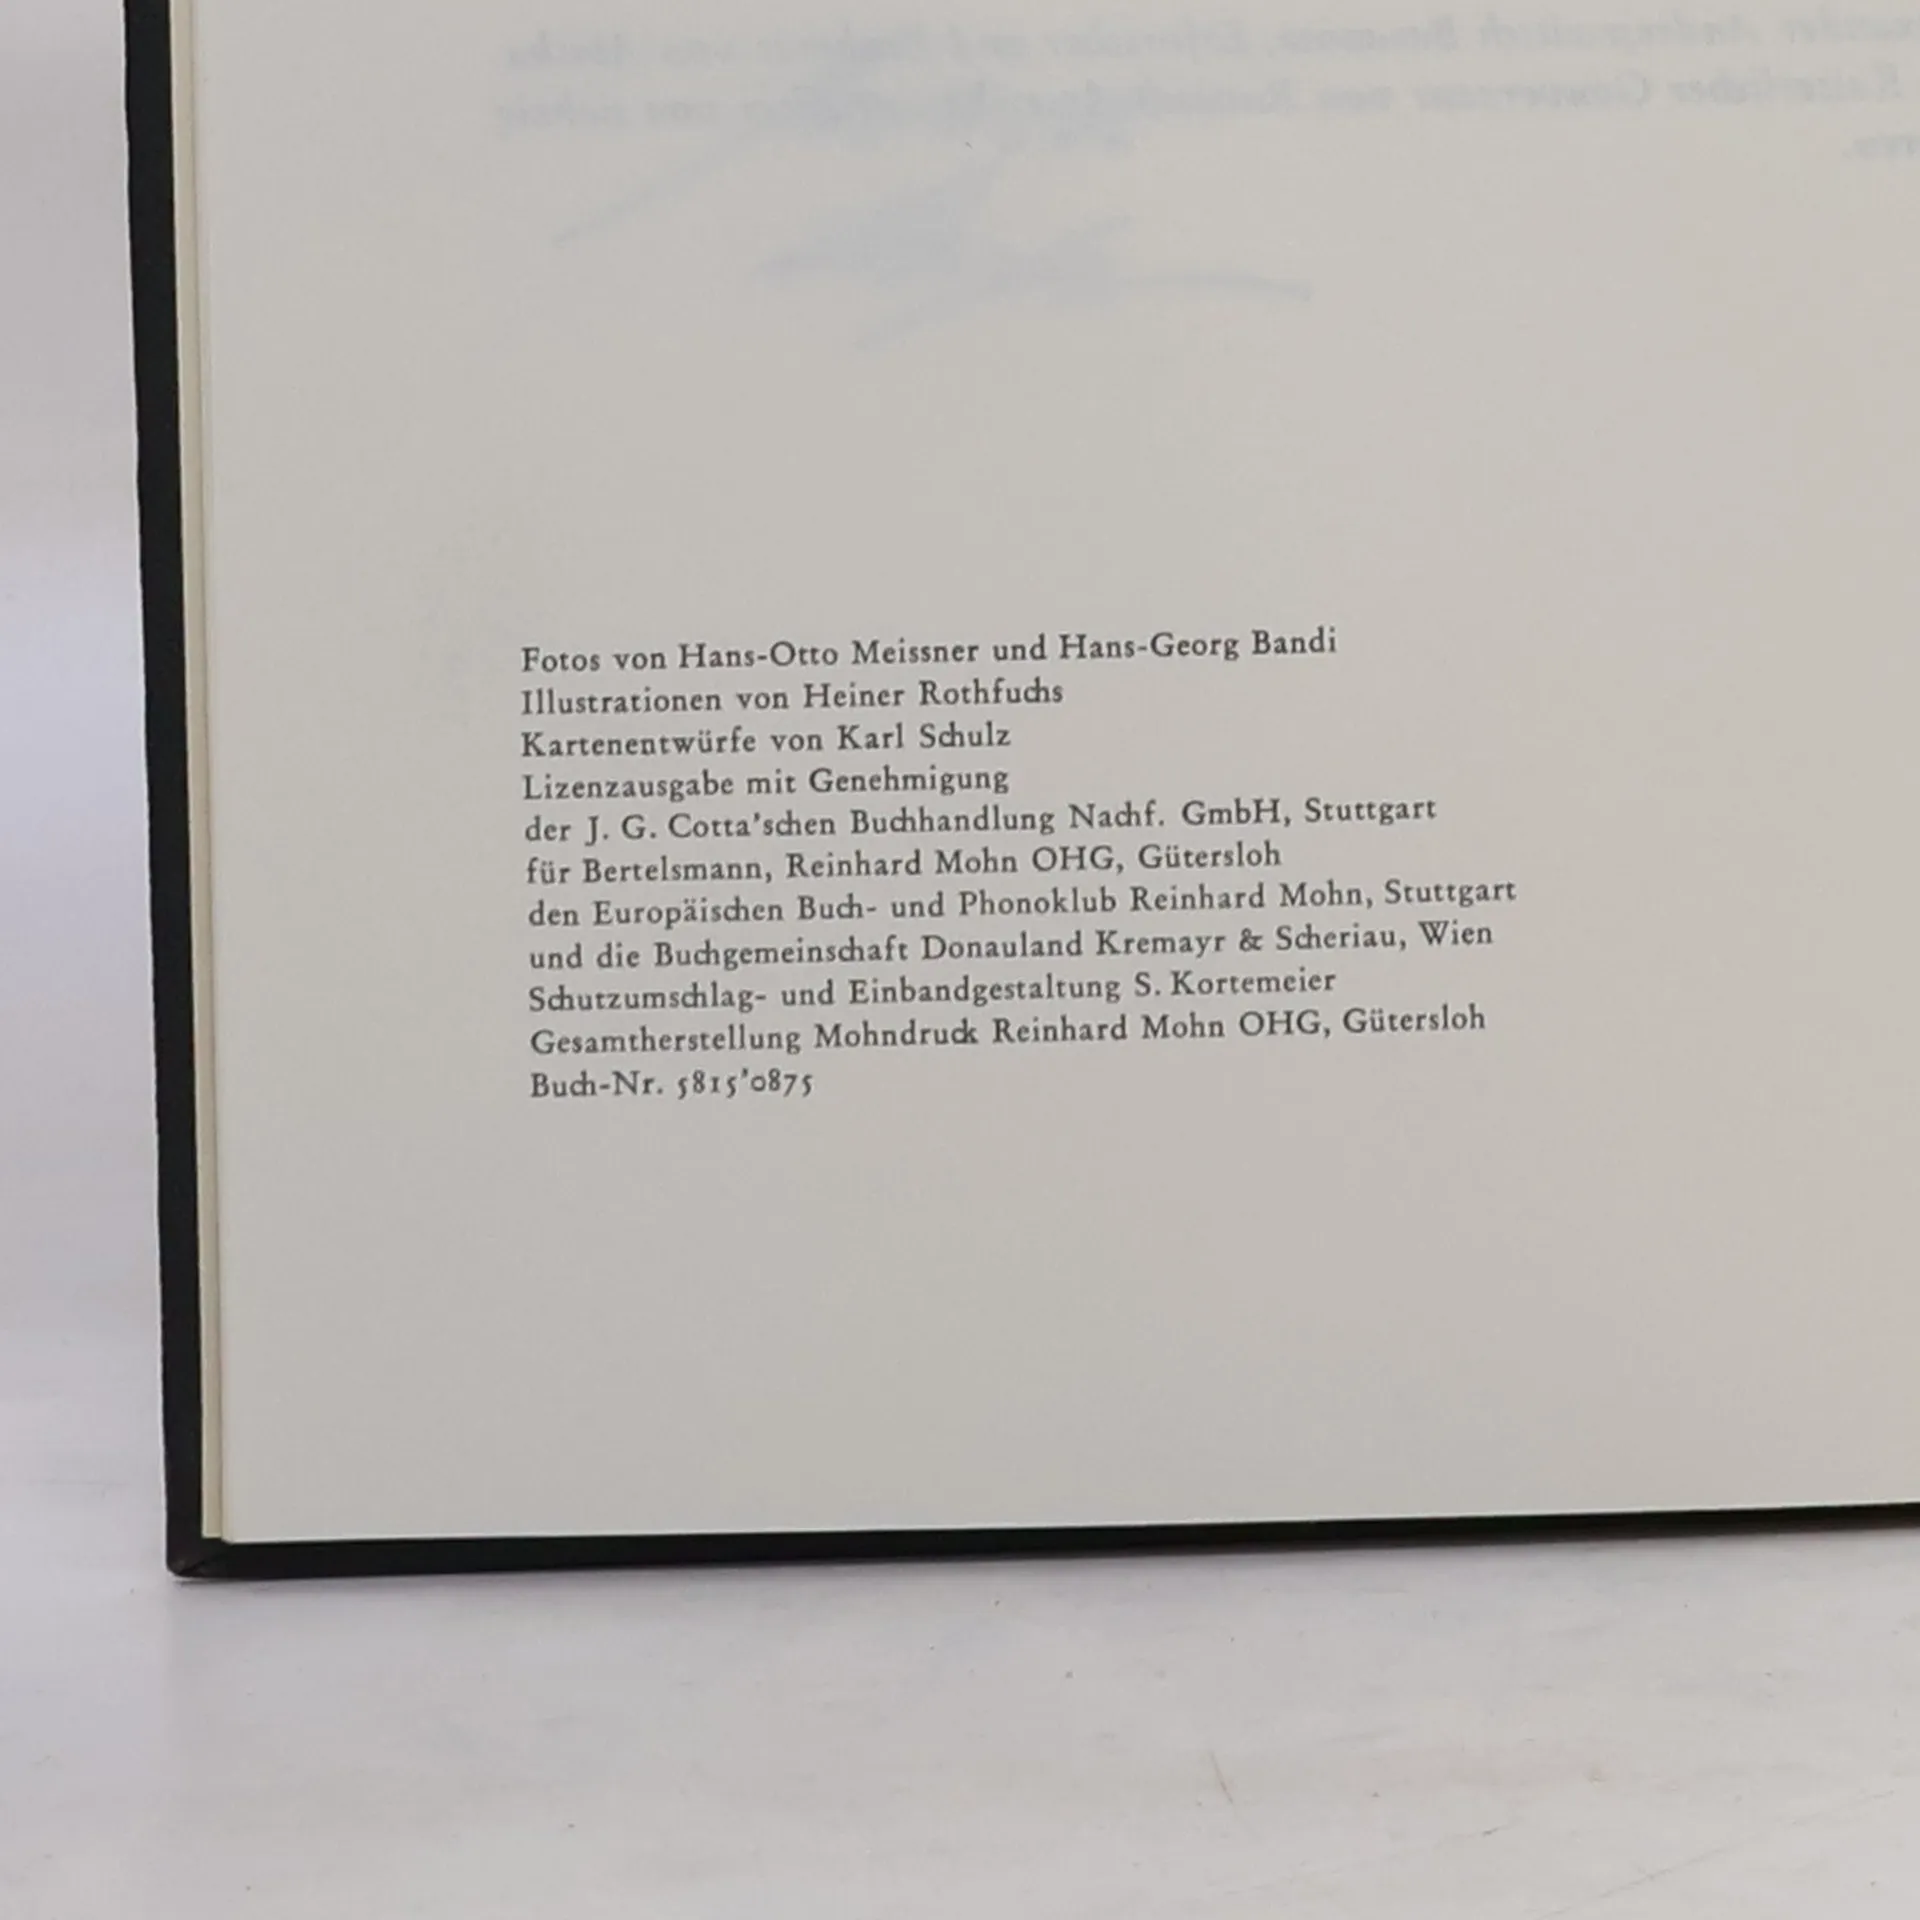 Fotos von Hans-Otto Meissner und Hans-Georg Bandi
Illustrationen von Heiner Rothfuchs
Kartenentwürfe von Karl Schulz
Lizenzausgabe mit Genehmigung
der J. G. Cotta'schen Buchhandlung Nachf. GmbH, Stuttgart
für Bertelsmann, Reinhard Mohn OHG, Gütersloh
den Europäischen Buch- und Phonoklub Reinhard Mohn, Stuttgart
und die Buchgemeinschaft Donauland Kremayr & Scheriau, Wien
Schutzumschlag- und Einbandgestaltung S. Kortemeier
Gesamtherstellung Mohndruck Reinhard Mohn OHG, Gütersloh
Buch-Nr. 5815'0875